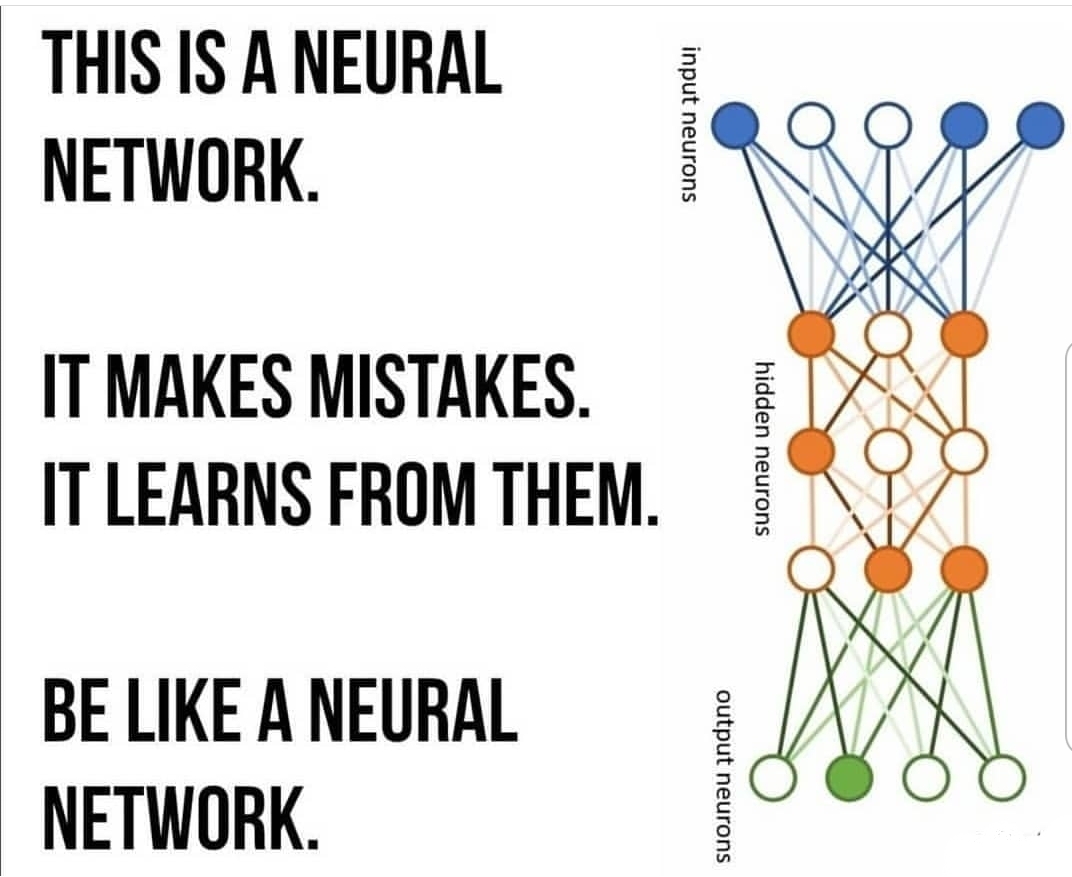 THIS IS A NEURAL
NETWORK.
IT MAKES MISTAKES.
IT LEARNS FROM THEM.
BE LIKE A NEURAL
NETWORK.
input neurons
hidden neurons
output neurons